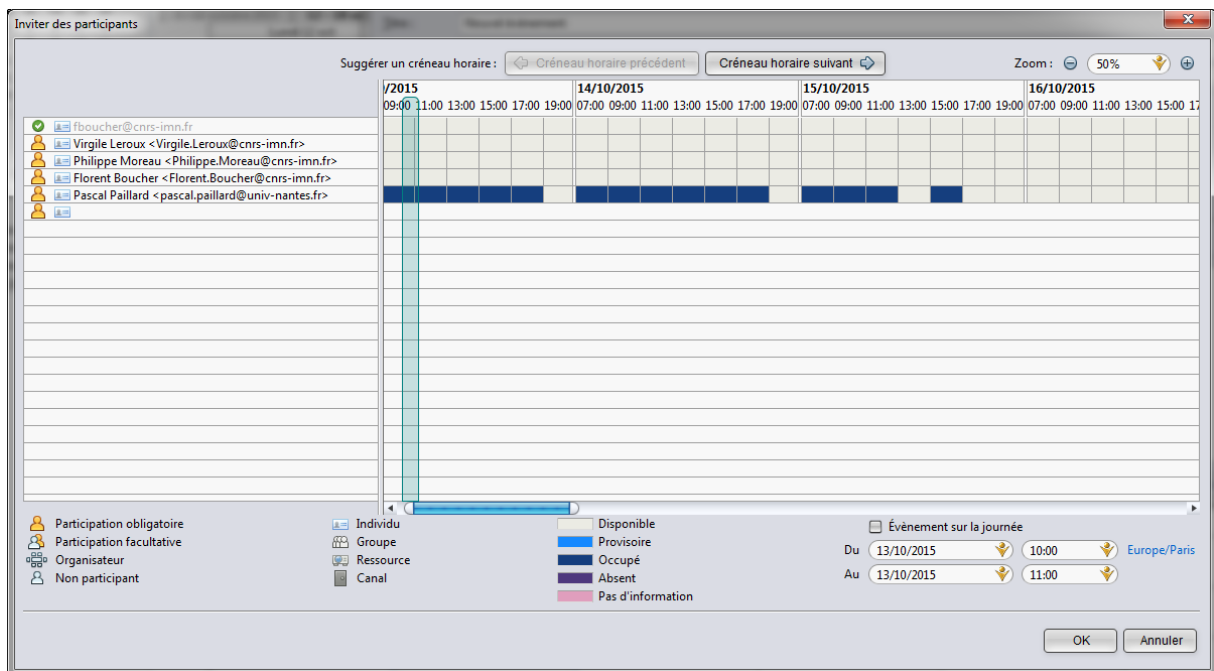 Inviter des participants
Suggérer un créneau horaire : Créneau horaire précédent Créneau horaire suivant Zoom : 50%
/2015 14/10/2015 15/10/2015 16/10/2015
09:00 11:00 13:00 15:00 17:00 19:00 07:00 09:00 11:00 13:00 15:00 17:00 19:00 07:00 09:00 11:00 13:00 15:00 17:00 19:00 07:00 09:00 11:00 13:00 15:00 17
fboucher@cnrs-imn.fr
Virgile Leroux <Virgile.Leroux@cnrs-imn.fr>
Philippe Moreau <Philippe.Moreau@cnrs-imn.fr>
Florent Boucher <Florent.Boucher@cnrs-imn.fr>
Pascal Paillard <pascal.paillard@univ-nantes.fr>
Participation obligatoire Individu Disponible Évènement sur la journée
Participation facultative Groupe Provisoire
Du 13/10/2015 10:00 Europe/Paris
Organisateur Ressource Occupé
Au 13/10/2015 11:00
Non participant Canal Absent
Pas d'information
OK Annuler